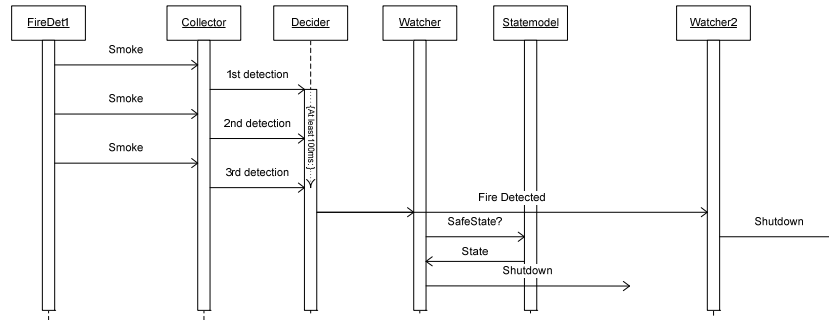 FireDet1
Collector
Decider
Watcher
Statemodel
Watcher2
Smoke
1st detection
Smoke
2nd detection
{At least 100ms:}
Smoke
3rd detection
Fire Detected
SafeState?
Shutdown
State
Shutdown